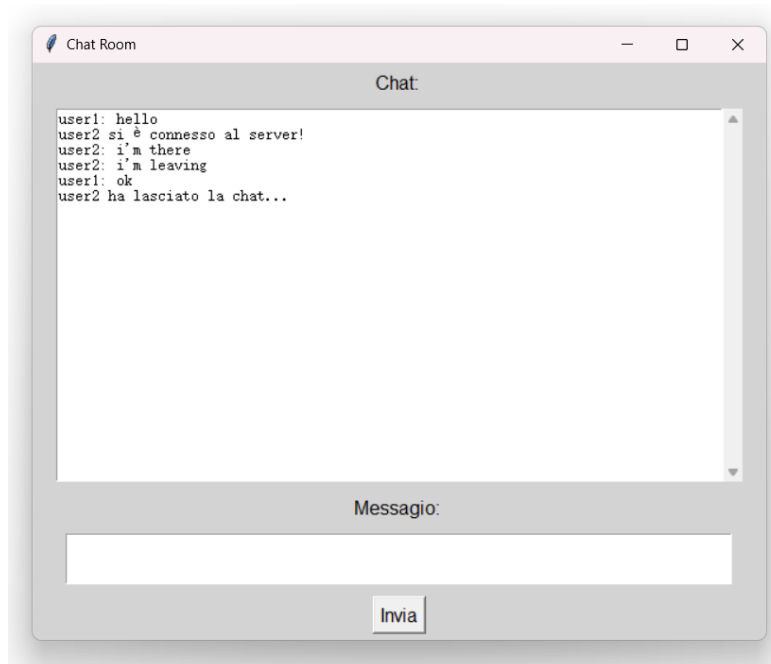 Chat Room
Chat:
user1: hello
user2 si è connesso al server!
user2: i'm there
user2: i'm leaving
user1: ok
user2 ha lasciato la chat...
Messagio:
Invia